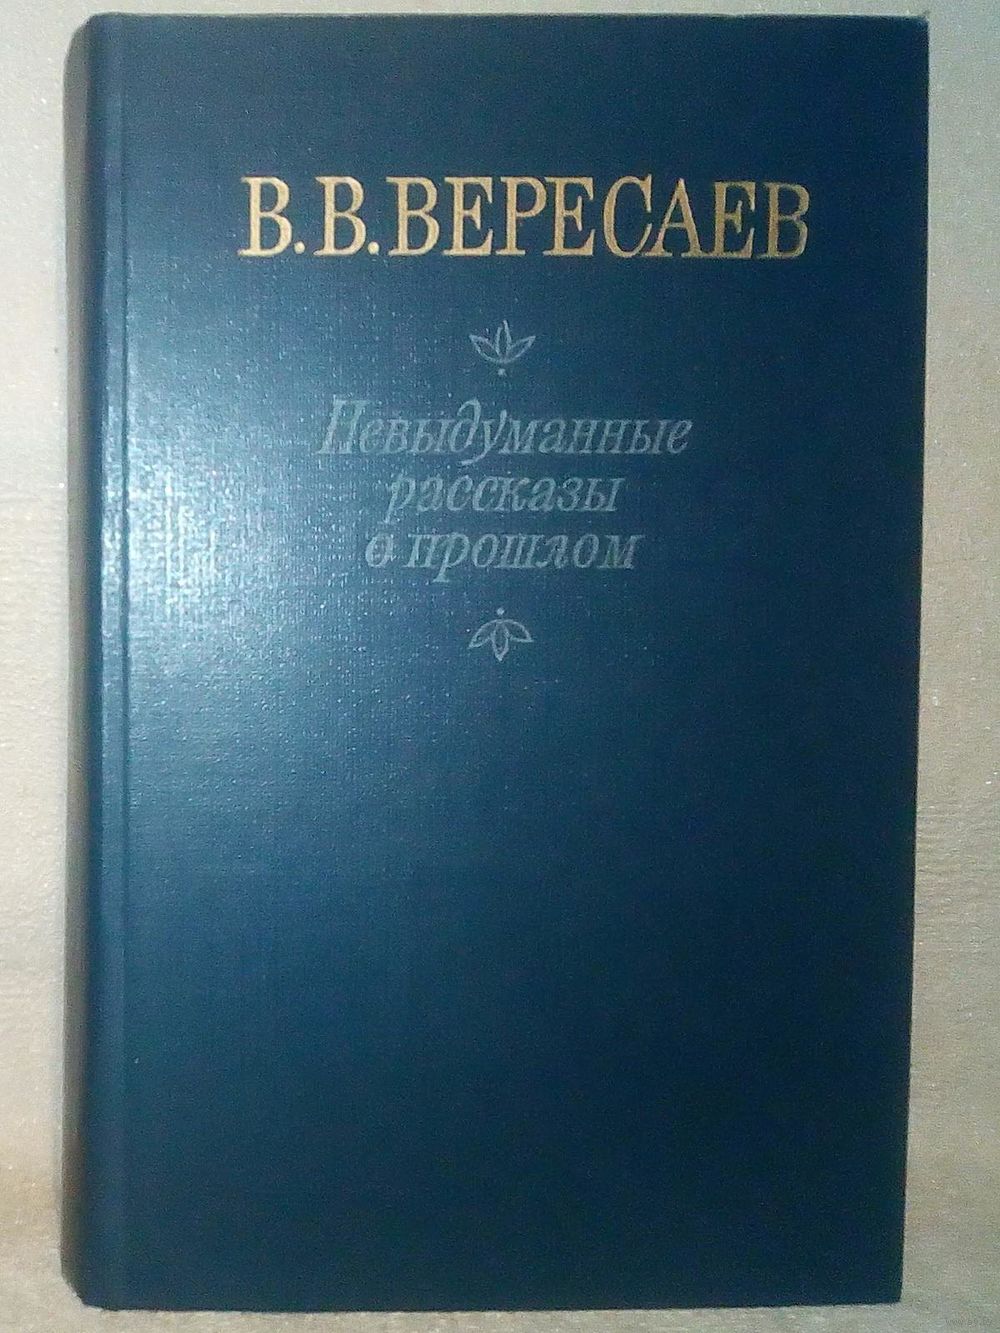 В.В.ВЕРЕСАЕВ
Невыдуманные
рассказы
о прошлом